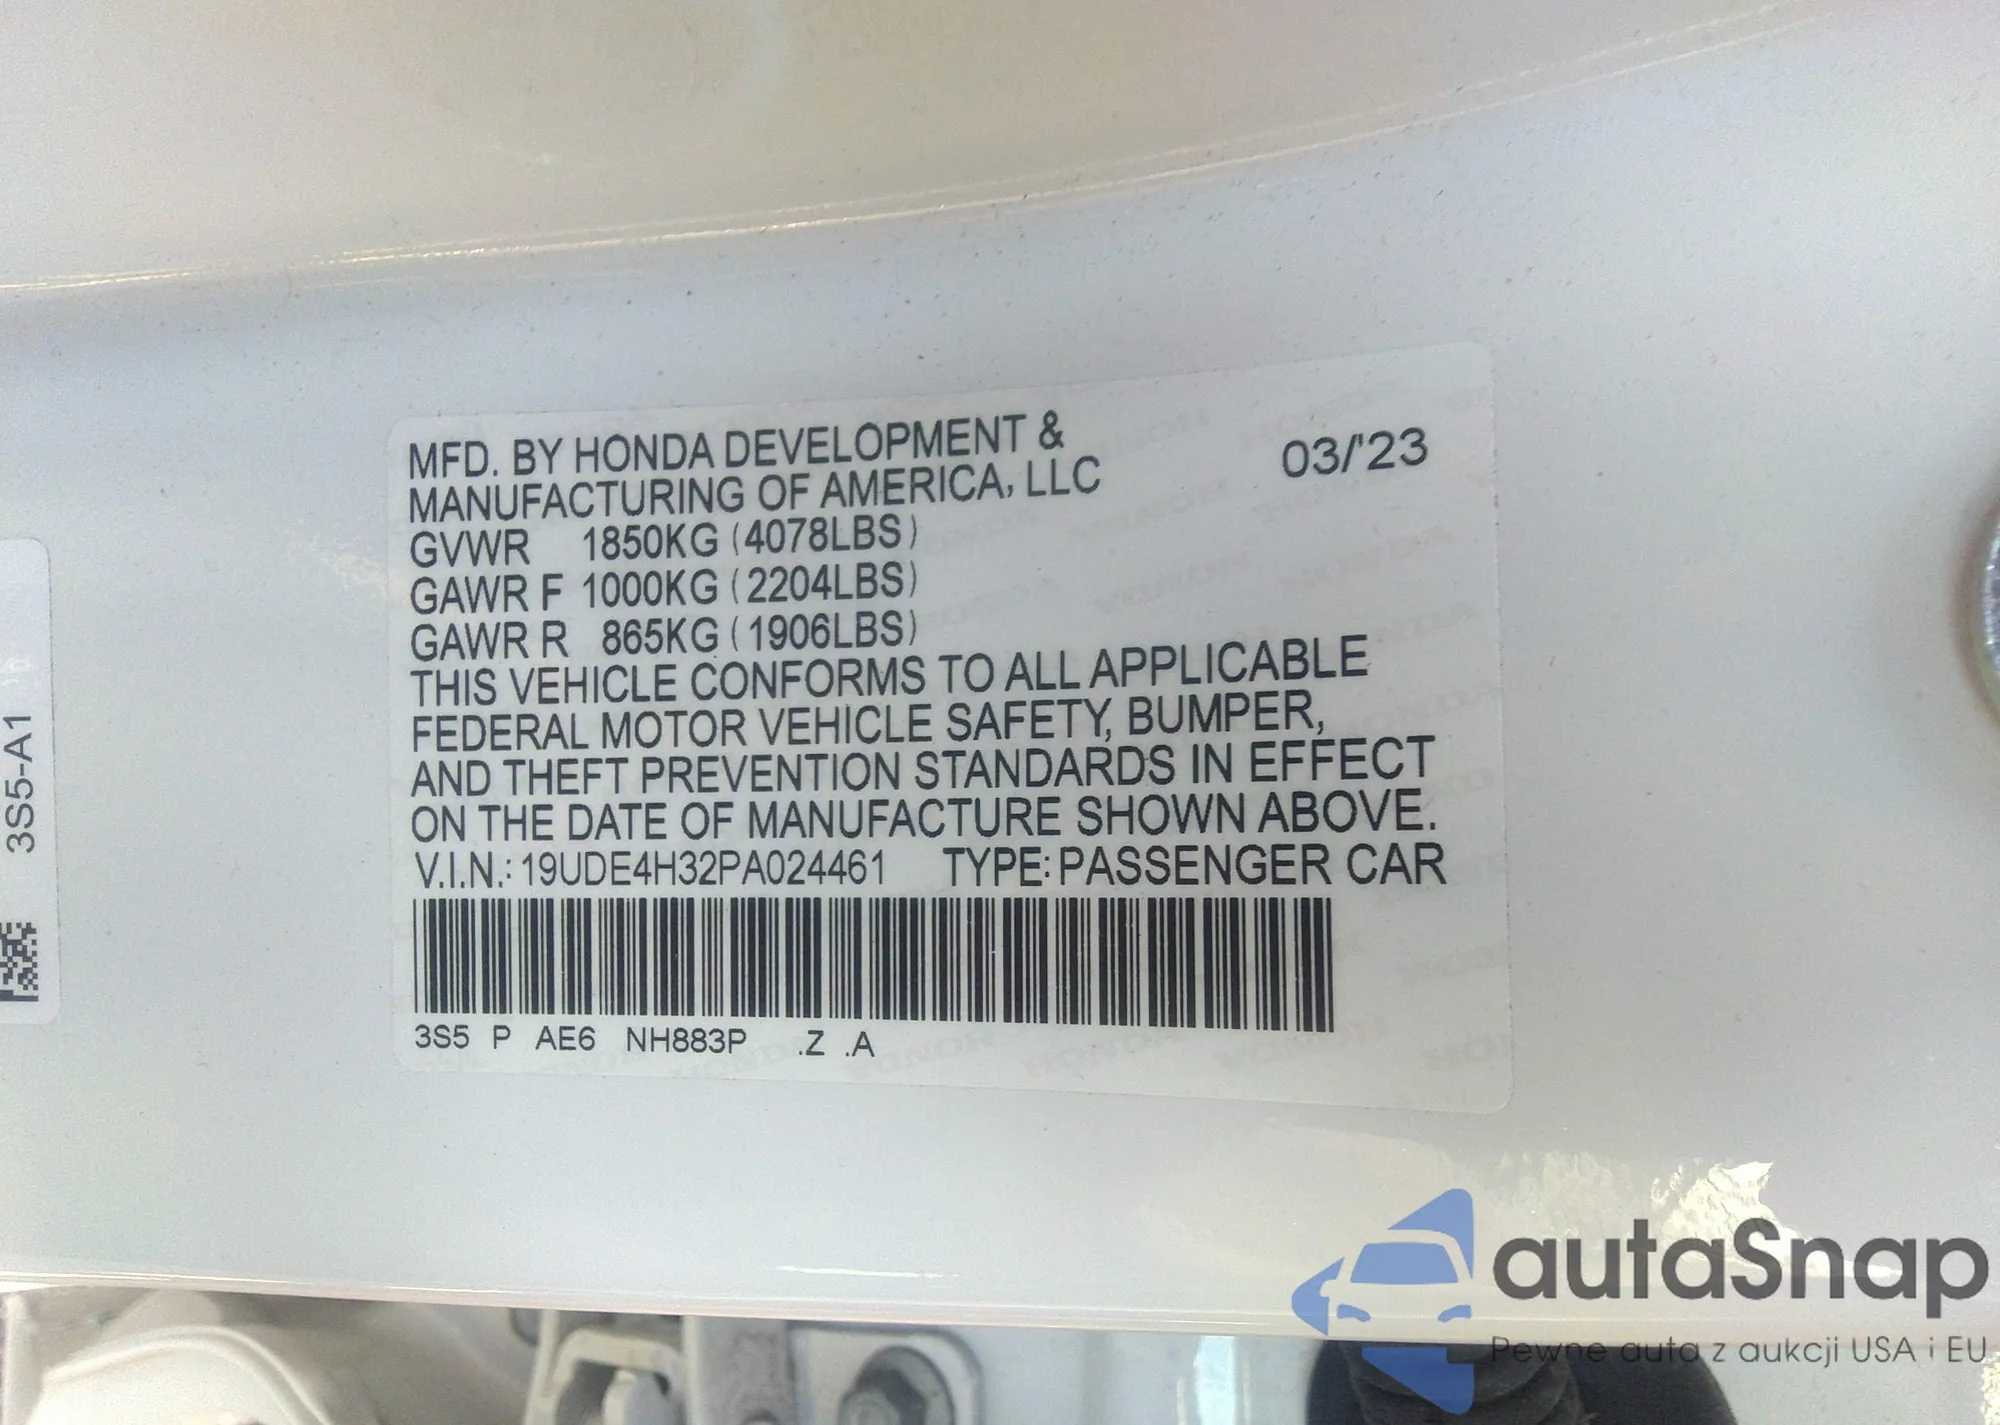 MFD. BY HONDA DEVELOPMENT &
MANUFACTURING OF AMERICA, LLC
03/'23
GVWR 1850KG (4078LBS)
GAWR F 1000KG (2204LBS)
GAWR R 865KG (1906LBS)
THIS VEHICLE CONFORMS TO ALL APPLICABLE
FEDERAL MOTOR VEHICLE SAFETY, BUMPER,
AND THEFT PREVENTION STANDARDS IN EFFECT
ON THE DATE OF MANUFACTURE SHOWN ABOVE.
V.I.N.: 19UDE4H32PA024461 TYPE: PASSENGER CAR
3S5 P AE6 NH883P .Z .A
3S5-A1
autaSnap
Pewne auta z aukcji USA i EU